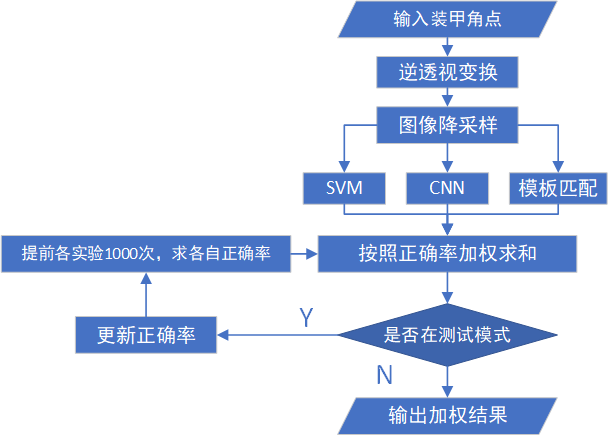 输入装甲角点
逆透视变换
图像降采样
SVM
CNN
模板匹配
提前各实验1000次，求各自正确率
按照正确率加权求和
Y
更新正确率
是否在测试模式
N
输出加权结果